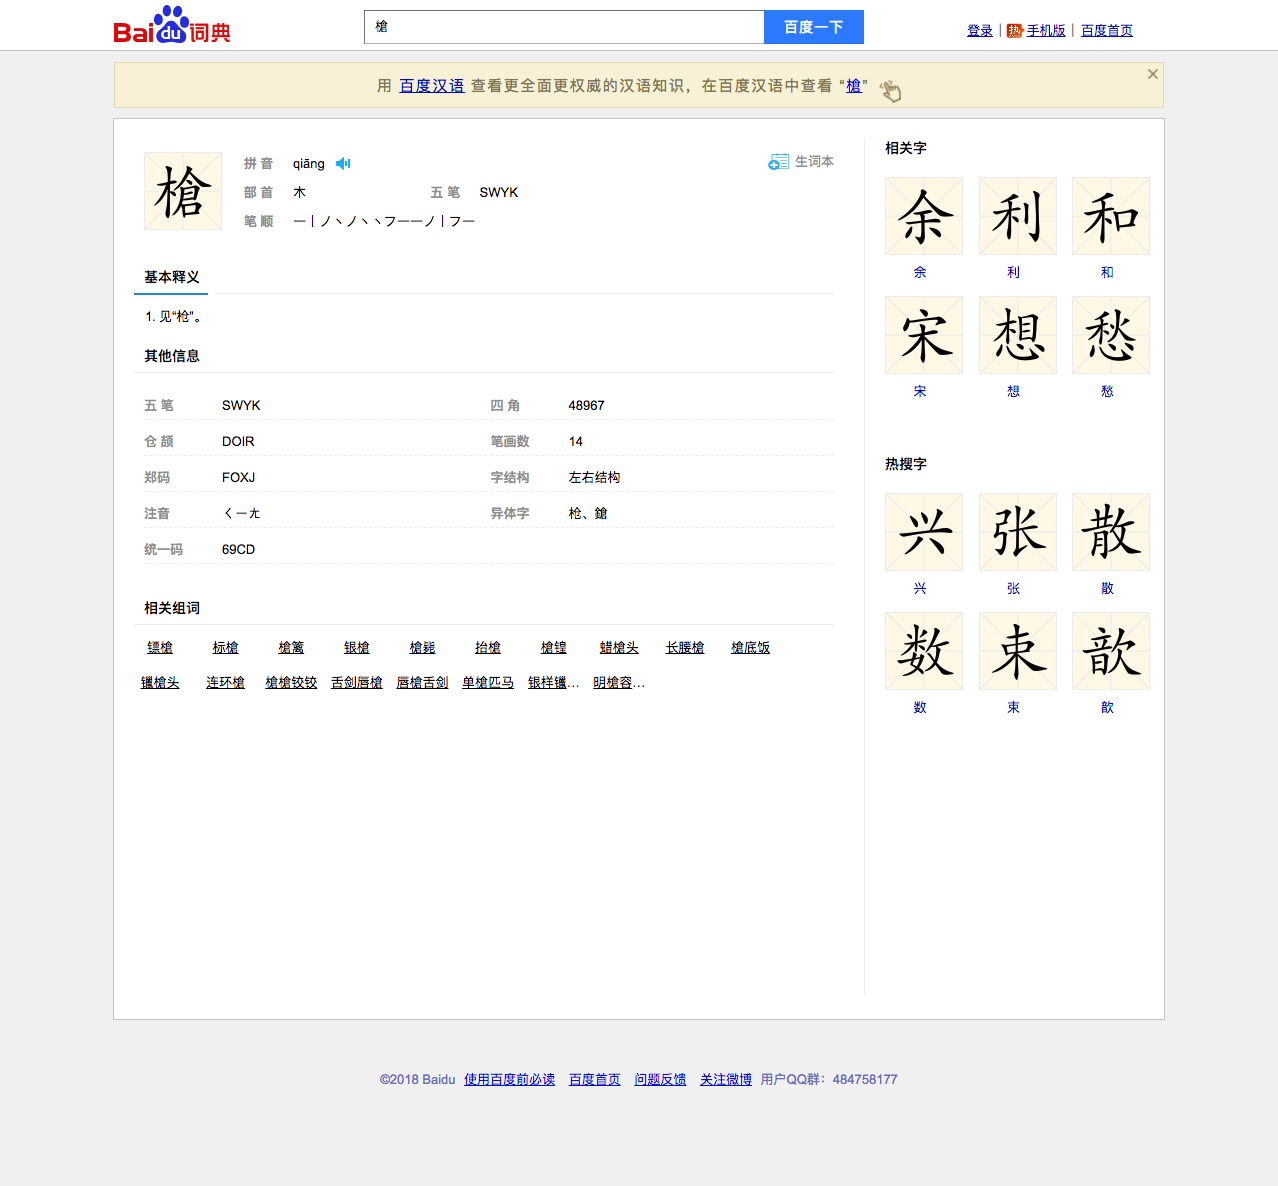 Bai du 词典
槍
百度一下
登录 | 热 手机版 | 百度首页
用 百度汉语 查看更全面更权威的汉语知识，在百度汉语中查看 “槍”
槍
拼 音 qiāng
生词本
部 首 木 五 笔 SWYK
笔 顺 一丨ノ丶ノ丶丶フ一一ノ丨フ一
基本释义
1. 见“枪”。
其他信息
五 笔 SWYK 四 角 48967
仓 颉 DOIR 笔画数 14
郑码 FOXJ 字结构 左右结构
注音 ㄑㄧㄤ 异体字 枪、鎗
统一码 69CD
相关组词
镖槍 标槍 槍篱 银槍 槍毙 抬槍 槍锽 蜡槍头 长腰槍 槍底饭
镴槍头 连环槍 槍槍铰铰 舌剑唇槍 唇槍舌剑 单槍匹马 银样镴… 明槍容…
相关字
余 利 和
余 利 和
宋 想 愁
宋 想 愁
热搜字
兴 张 散
兴 张 散
数 束 歆
数 束 歆
©2018 Baidu 使用百度前必读 百度首页 问题反馈 关注微博 用户QQ群：484758177